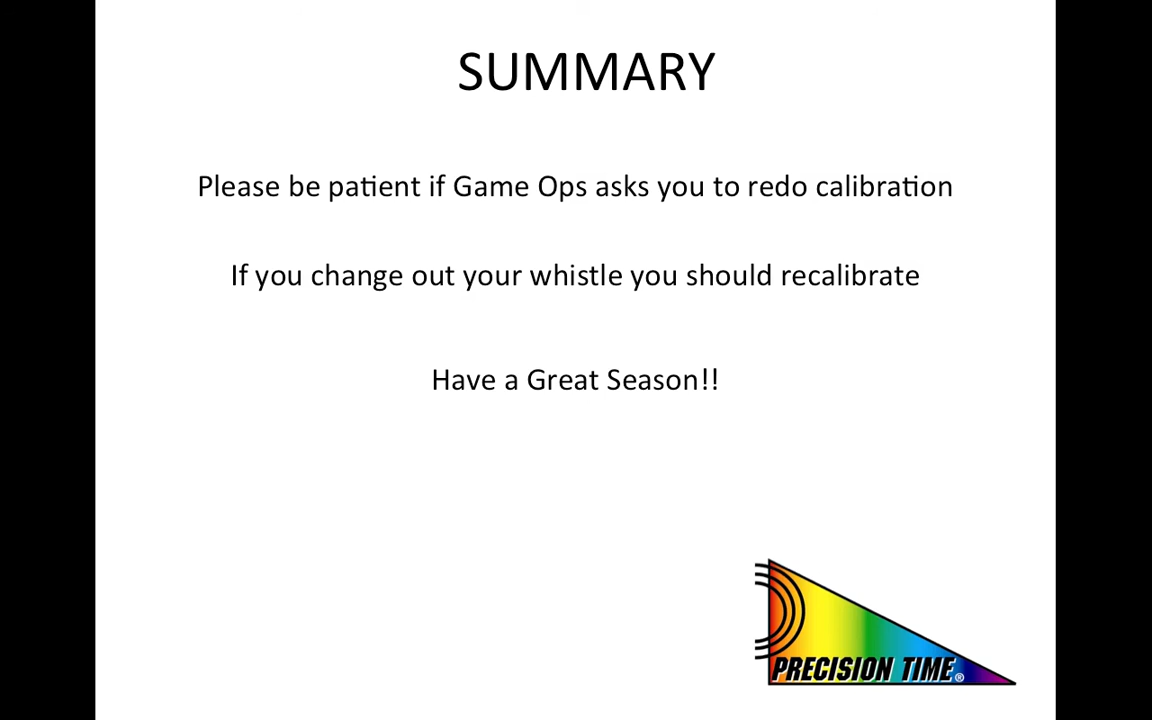 SUMMARY
Please be patient if Game Ops asks you to redo calibration
If you change out your whistle you should recalibrate
Have a Great Season!!
PRECISION TIME®